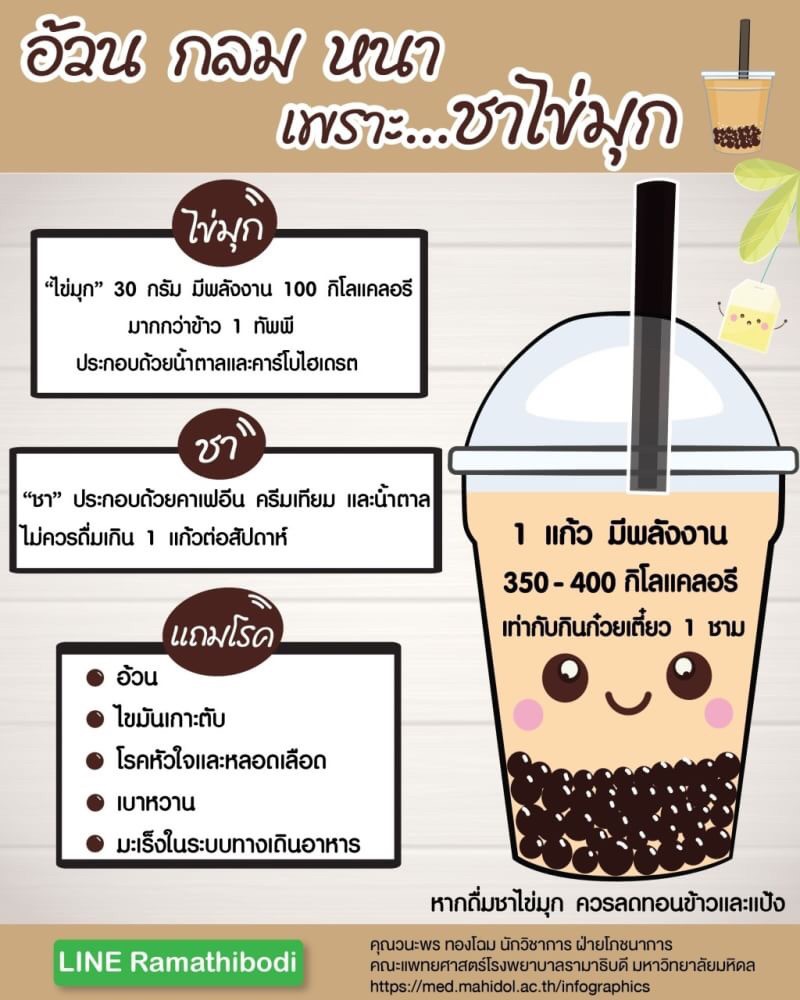 อ้วน กลม หนา
เพราะ...ชาไข่มุก
ไข่มุก
“ไข่มุก” 30 กรัม มีพลังงาน 100 กิโลแคลอรี
มากกว่าข้าว 1 ทัพพี
ประกอบด้วยน้ำตาลและคาร์โบไฮเดรต
ชา
“ชา” ประกอบด้วยคาเฟอีน ครีมเทียม และน้ำตาล
ไม่ควรดื่มเกิน 1 แก้วต่อสัปดาห์
แถมโรค
อ้วน
ไขมันเกาะตับ
โรคหัวใจและหลอดเลือด
เบาหวาน
มะเร็งในระบบทางเดินอาหาร
1 แก้ว มีพลังงาน
350 - 400 กิโลแคลอรี
เท่ากับกินก๋วยเตี๋ยว 1 ชาม
หากดื่มชาไข่มุก ควรลดทอนข้าวและแป้ง
LINE Ramathibodi
คุณวนะพร ทองโฉม นักวิชาการ ฝ่ายโภชนาการ
คณะแพทยศาสตร์โรงพยาบาลรามาธิบดี มหาวิทยาลัยมหิดล
https://med.mahidol.ac.th/infographics